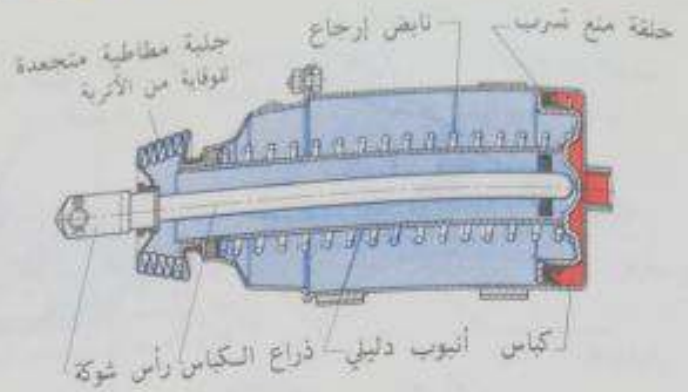 حلقة منع تسرب
نابض إرجاع
جلبة مطاطية متجعدة
للوقاية من الأتربة
كباس
أنبوب دليلي
ذراع الكباس
رأس شوكة